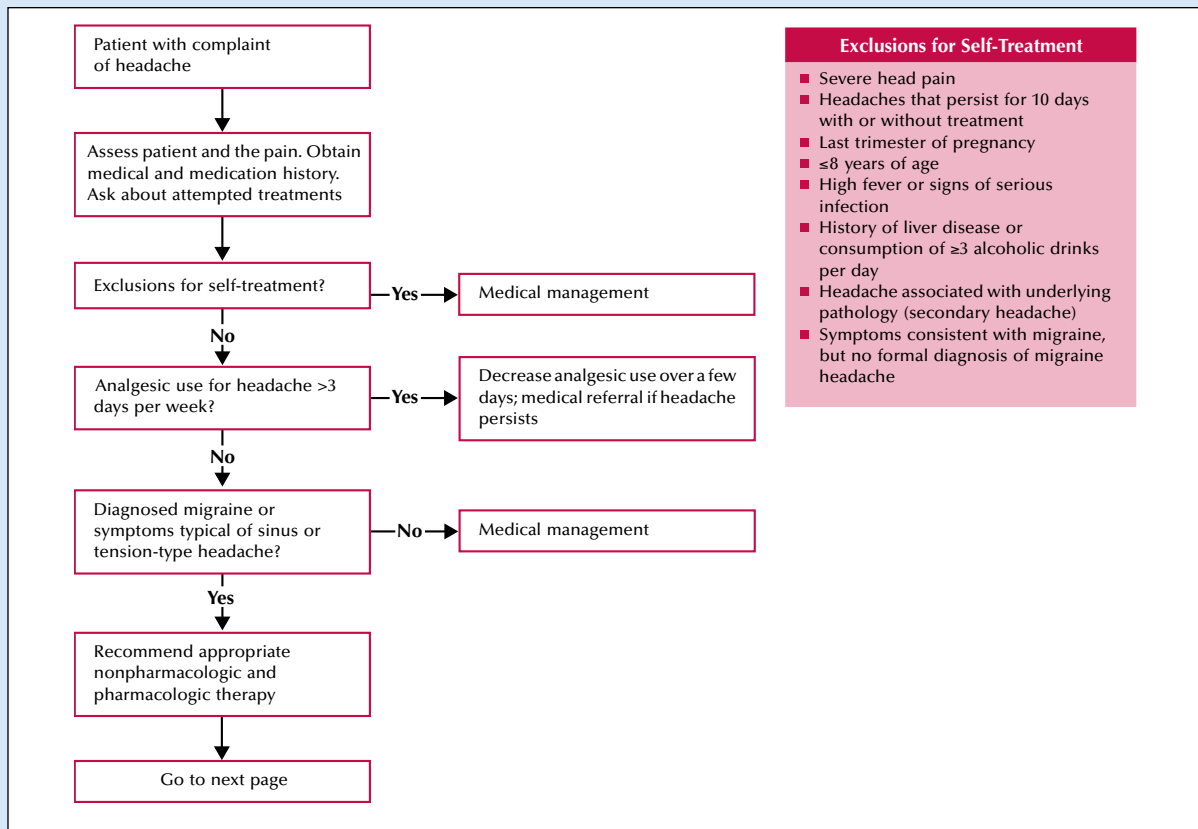 Patient with complaint
of headache
Assess patient and the pain. Obtain
medical and medication history.
Ask about attempted treatments
Exclusions for self-treatment?
Yes
Medical management
No
Analgesic use for headache >3
days per week?
Yes
Decrease analgesic use over a few
days; medical referral if headache
persists
No
Diagnosed migraine or
symptoms typical of sinus or
tension-type headache?
No
Medical management
Yes
Recommend appropriate
nonpharmacologic and
pharmacologic therapy
Go to next page
Exclusions for Self-Treatment
■ Severe head pain
■ Headaches that persist for 10 days
with or without treatment
■ Last trimester of pregnancy
■ ≤8 years of age
■ High fever or signs of serious
infection
■ History of liver disease or
consumption of ≥3 alcoholic drinks
per day
■ Headache associated with underlying
pathology (secondary headache)
■ Symptoms consistent with migraine,
but no formal diagnosis of migraine
headache